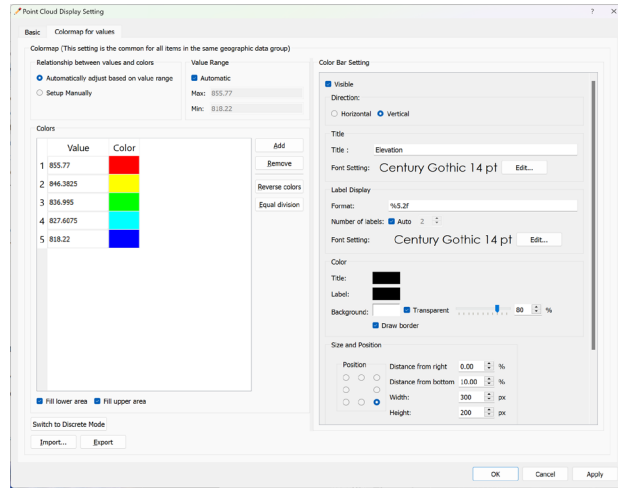 Point Cloud Display Setting ? ×
Basic Colormap for values
Colormap (This setting is the common for all items in the same geographic data group)
Relationship between values and colors
Automatically adjust based on value range
Setup Manually
Value Range
Automatic
Max: 855.77
Min: 818.22
Colors
Value Color
1 855.77
2 846.3825
3 836.995
4 827.6075
5 818.22
Add
Remove
Reverse colors
Equal division
Fill lower area Fill upper area
Switch to Discrete Mode
Import... Export
Color Bar Setting
Visible
Direction:
Horizontal Vertical
Title
Title : Elevation
Font Setting: Century Gothic 14 pt Edit...
Label Display
Format: %5.2f
Number of labels: Auto 2
Font Setting: Century Gothic 14 pt Edit...
Color
Title:
Label:
Background: Transparent 80 %
Draw border
Size and Position
Position
Distance from right 0.00 %
Distance from bottom 10.00 %
Width: 300 px
Height: 200 px
OK Cancel Apply